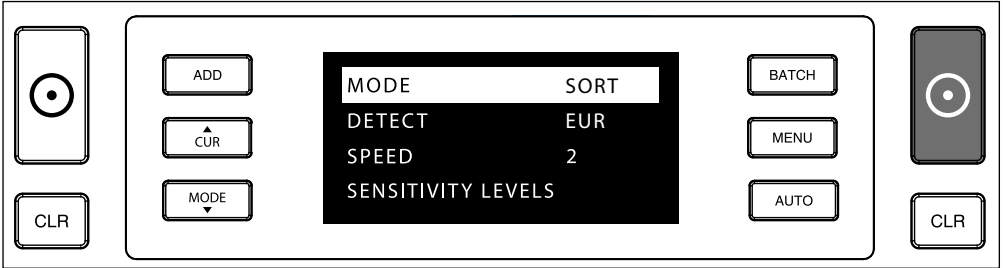 CLR
ADD
CUR
MODE
MODE SORT
DETECT EUR
SPEED 2
SENSITIVITY LEVELS
BATCH
MENU
AUTO
CLR